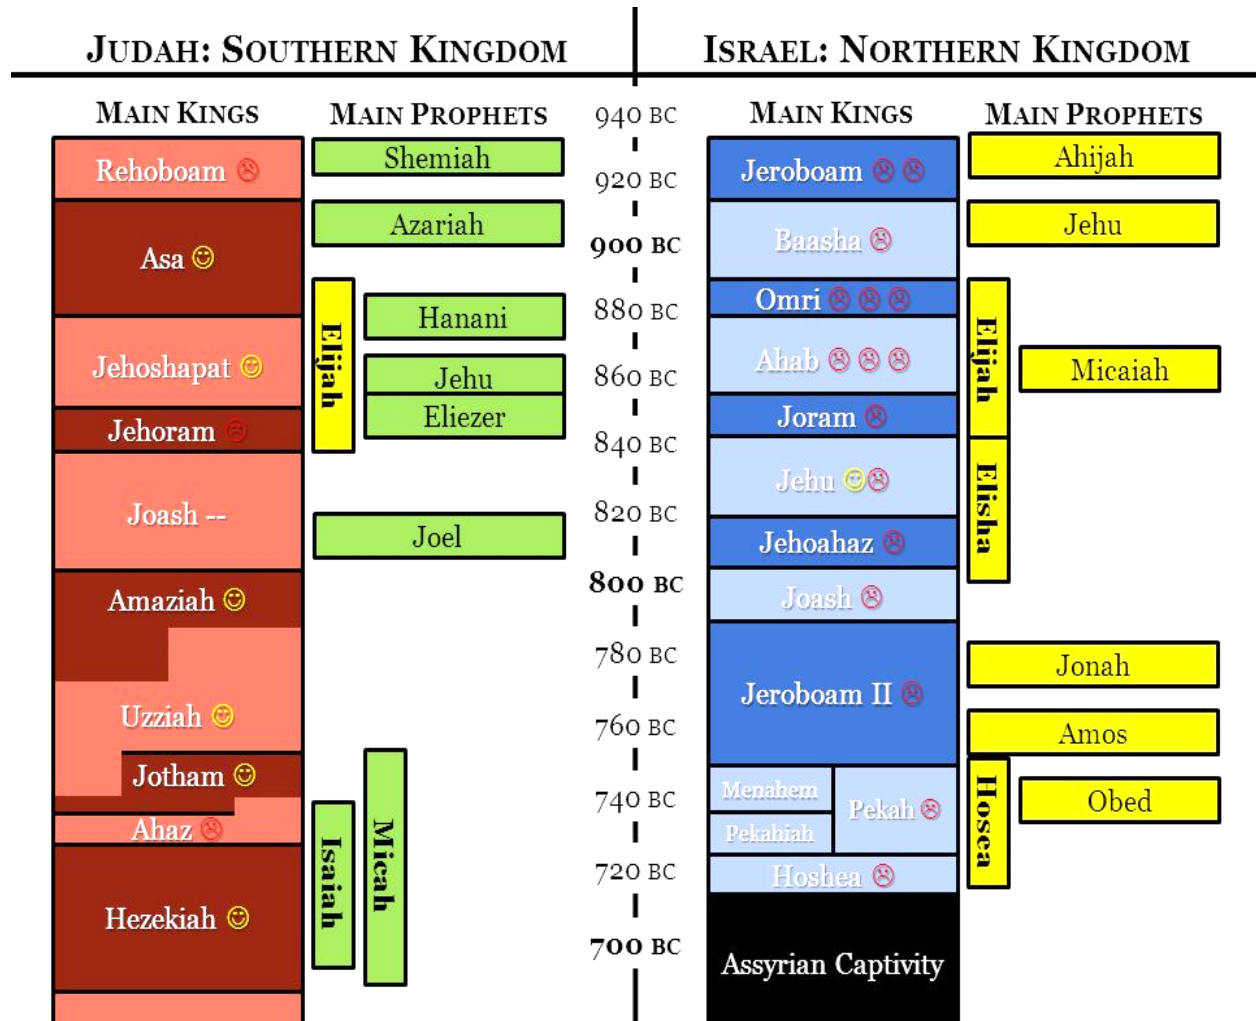 JUDAH: SOUTHERN KINGDOM
MAIN KINGS
MAIN PROPHETS
Rehoboam
Asa
Jehoshapat
Jehoram
Joash --
Amaziah
Uzziah
Jotham
Ahaz
Hezekiah
Shemiah
Azariah
Elijah
Hanani
Jehu
Eliezer
Joel
Isaiah
Micah
940 BC
920 BC
900 BC
880 BC
860 BC
840 BC
820 BC
800 BC
780 BC
760 BC
740 BC
720 BC
700 BC
ISRAEL: NORTHERN KINGDOM
MAIN KINGS
MAIN PROPHETS
Jeroboam
Baasha
Omri
Ahab
Joram
Jehu
Jehoahaz
Joash
Jeroboam II
Menahem
Pekahiah
Pekah
Hoshea
Assyrian Captivity
Ahijah
Jehu
Elijah
Micaiah
Elisha
Jonah
Amos
Hosea
Obed